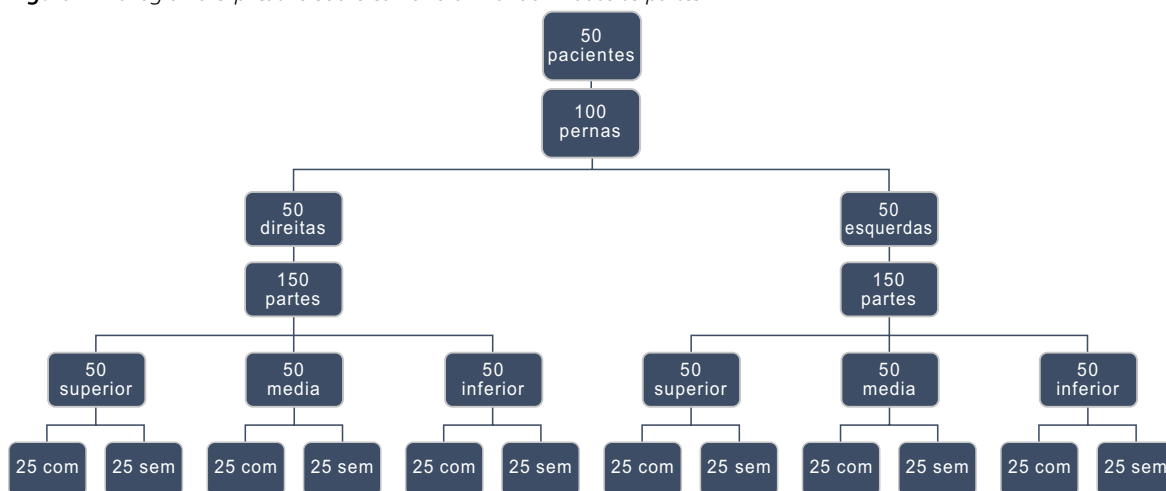 50
pacientes
100
pernas
50
direitas
50
esquerdas
150
partes
150
partes
50
superior
50
media
50
inferior
50
superior
50
media
50
inferior
25 com
25 sem
25 com
25 sem
25 com
25 sem
25 com
25 sem
25 com
25 sem
25 com
25 sem